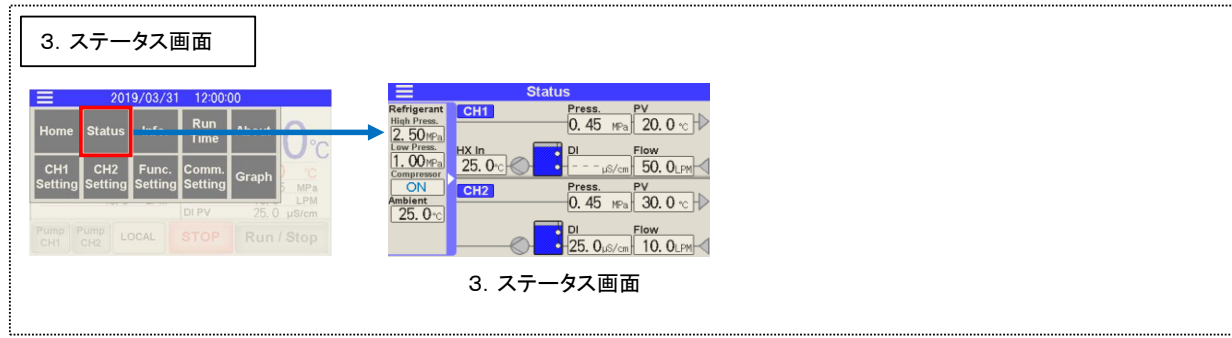 3．ステータス画面
2019/03/31 12:00:00
Home Status Info Run Time About
CH1 Setting CH2 Setting Func. Setting Comm. Setting Graph
0℃
℃
5 MPa
LPM
DI PV 25.0 μS/cm
Pump CH1 Pump CH2 LOCAL STOP Run / Stop
Status
Refrigerant
High Press.
2.50MPa
Low Press.
1.00MPa
Compressor
ON
Ambient
25.0℃
CH1
Press. PV
0.45 MPa 20.0 ℃
HX In DI Flow
25.0℃ ---μS/cm 50.0LPM
CH2
Press. PV
0.45 MPa 30.0 ℃
DI Flow
25.0μS/cm 10.0LPM
3．ステータス画面